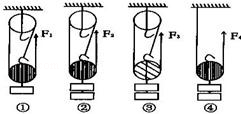 F₁ F₂ F₃ F₄
① ② ③ ④